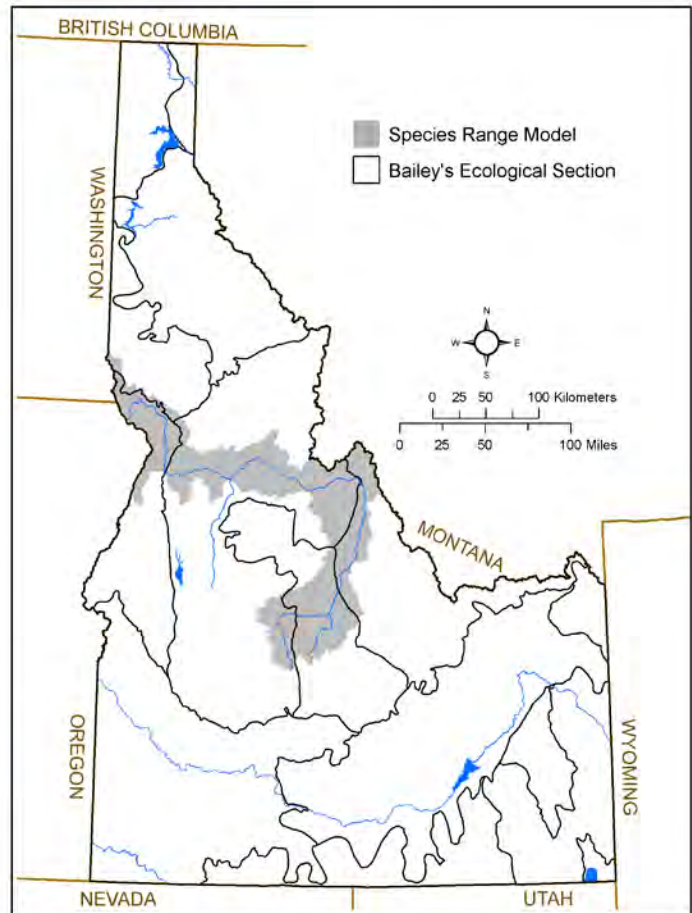 BRITISH COLUMBIA
Species Range Model
Bailey's Ecological Section
WASHINGTON
N
W E
S
0 25 50 100 Kilometers
0 25 50 100 Miles
MONTANA
OREGON
WYOMING
NEVADA UTAH